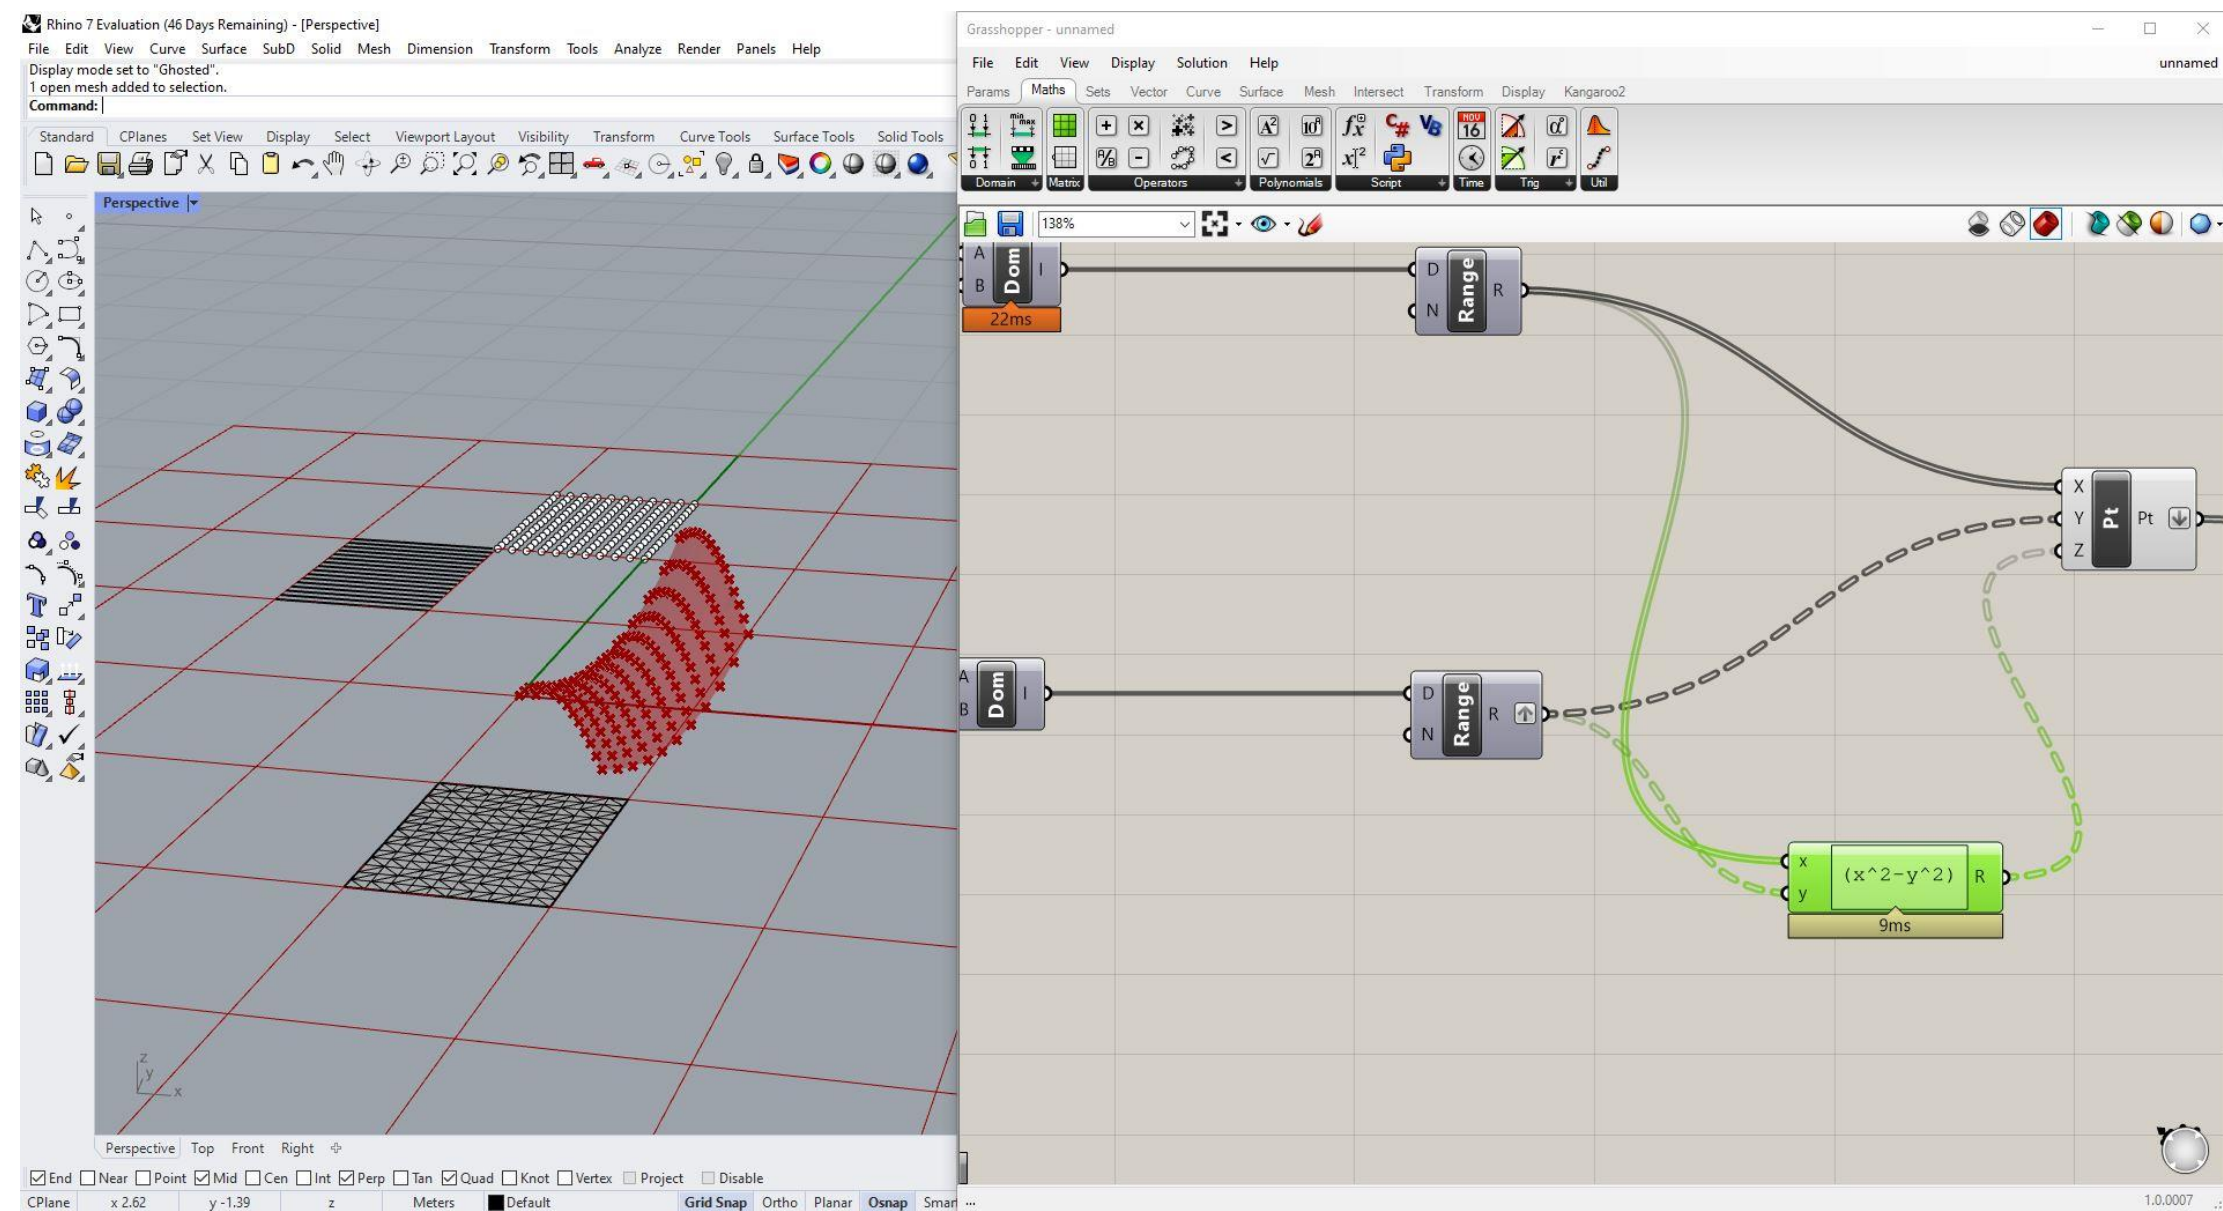 Rhino 7 Evaluation (46 Days Remaining) - [Perspective]
File Edit View Curve Surface SubD Solid Mesh Dimension Transform Tools Analyze Render Panels Help
Display mode set to "Ghosted".
1 open mesh added to selection.
Command:
Standard CPlanes Set View Display Select Viewport Layout Visibility Transform Curve Tools Surface Tools Solid Tools
Perspective
z
y
x
Perspective Top Front Right
End Near Point Mid Cen Int Perp Tan Quad Knot Vertex Project Disable
CPlane x 2.62 y -1.39 z Meters Default Grid Snap Ortho Planar Osnap Smar
Grasshopper - unnamed
File Edit View Display Solution Help unnamed
Params Maths Sets Vector Curve Surface Mesh Intersect Transform Display Kangaroo2
Domain Matrix Operators Polynomials Script Time Trig Util
138%
A B Dom I
22ms
D N Range R
X Y Z Pt Pt
A B Dom I
D N Range R
x y (x^2-y^2) R
9ms
... 1.0.0007